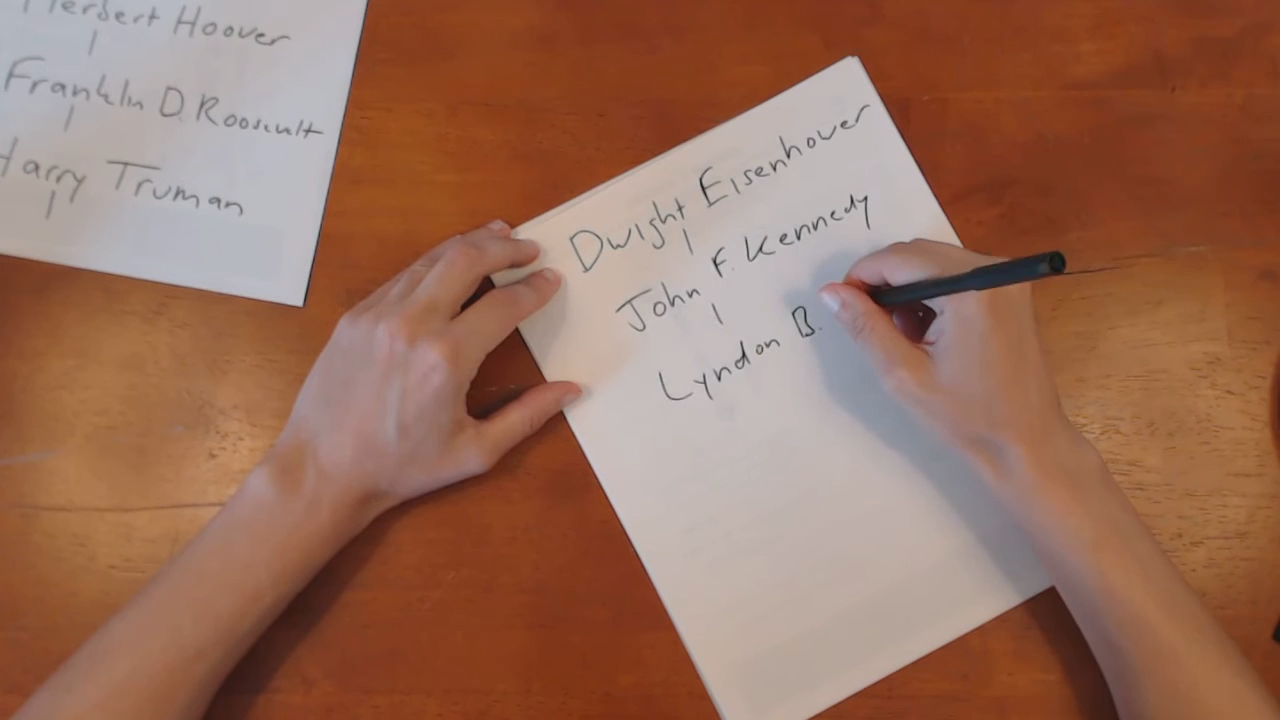 Herbert Hoover
Franklin D. Roosevelt
Harry Truman
Dwight Eisenhower
John F. Kennedy
Lyndon B.